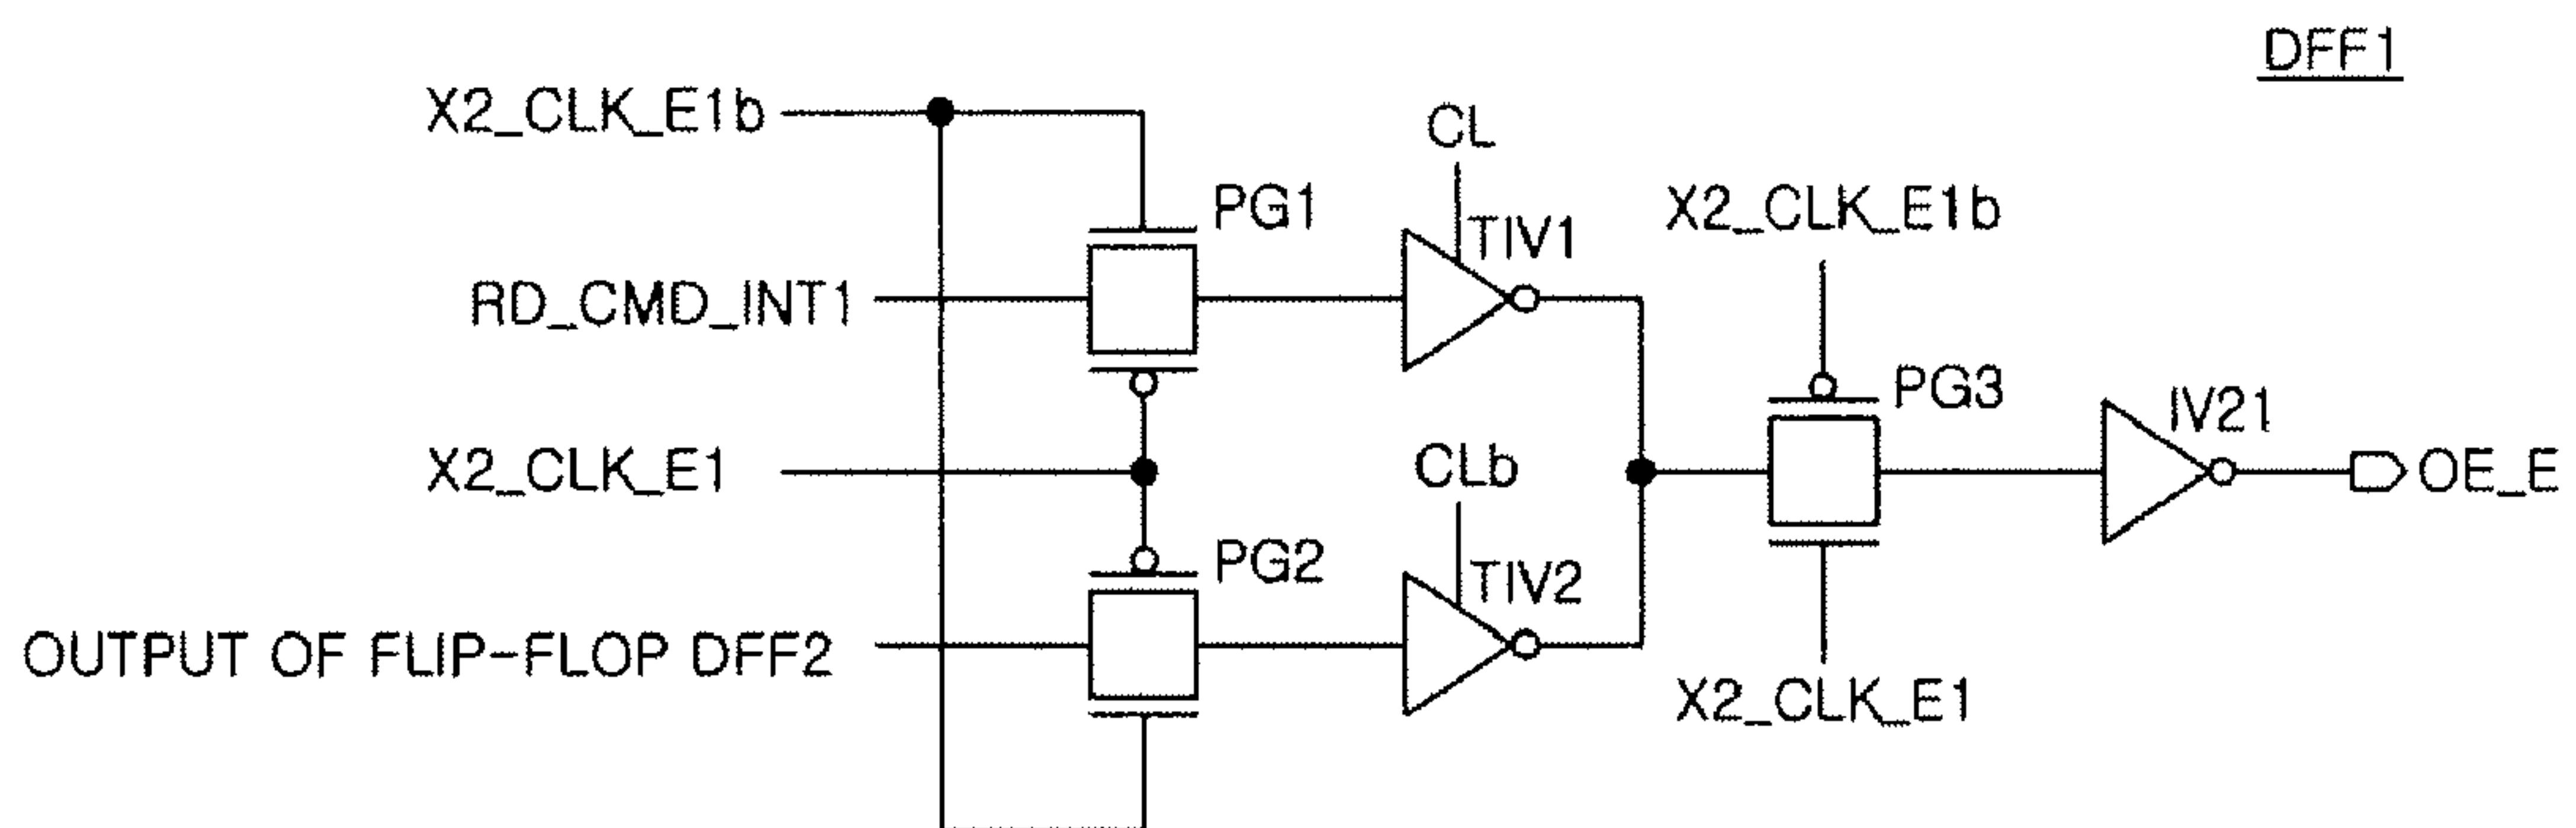 DFF1
X2_CLK_E1b
CL
PG1
TIV1
X2_CLK_E1b
RD_CMD_INT1
PG3
IV21
X2_CLK_E1
CLb
OE_E
PG2
TIV2
OUTPUT OF FLIP-FLOP DFF2
X2_CLK_E1